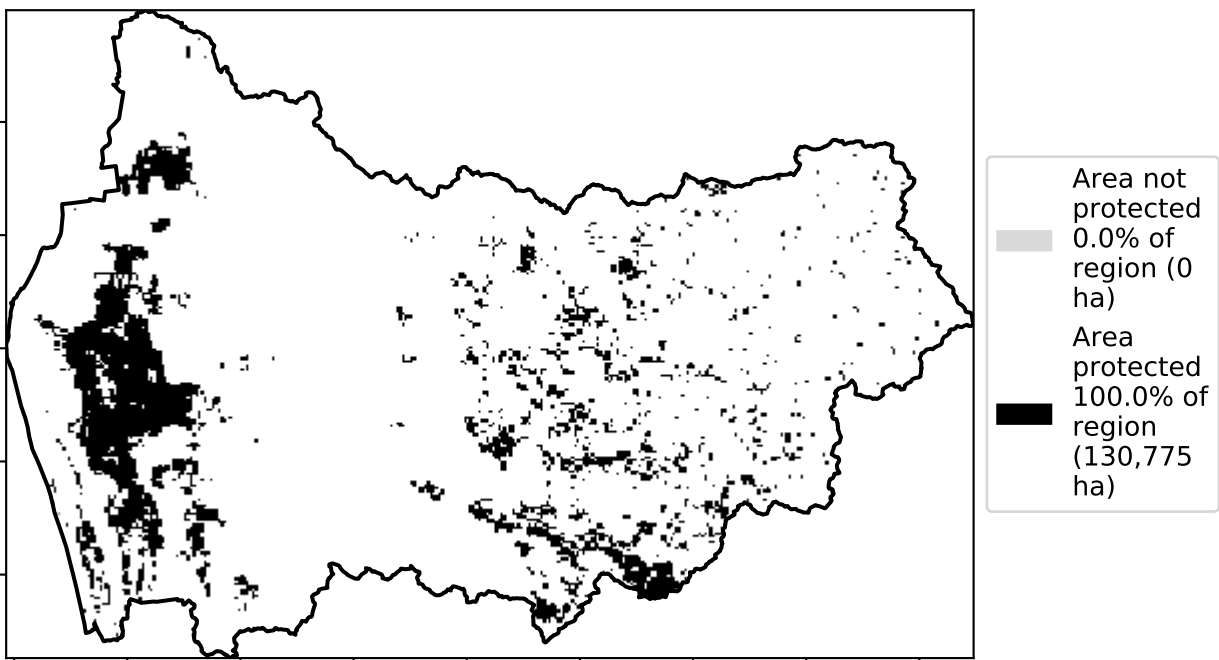 Area not
protected
0.0% of
region (0
ha)
Area
protected
100.0% of
region
(130,775
ha)